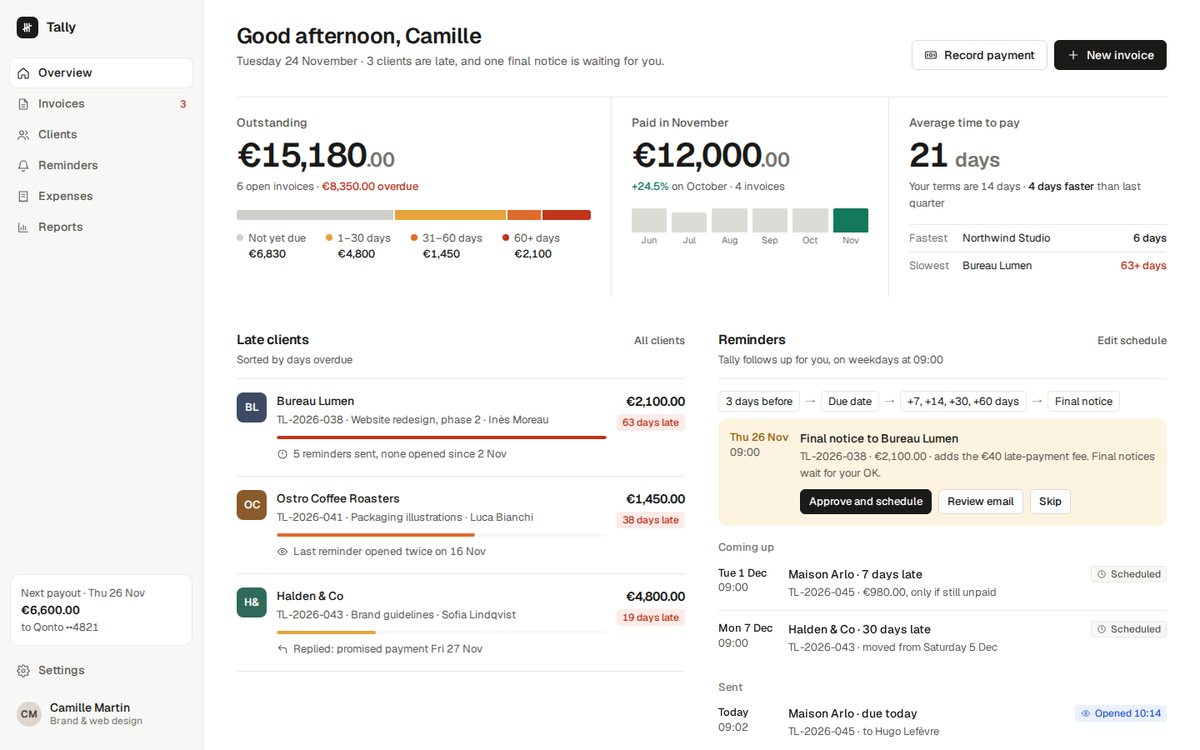 Tally
Overview
Invoices 3
Clients
Reminders
Expenses
Reports
Next payout · Thu 26 Nov
€6,600.00
to Qonto ••4821
Settings
CM
Camille Martin
Brand & web design
Good afternoon, Camille
Tuesday 24 November · 3 clients are late, and one final notice is waiting for you.
Record payment
New invoice
Outstanding
€15,180.00
6 open invoices · €8,350.00 overdue
Not yet due
€6,830
1–30 days
€4,800
31–60 days
€1,450
60+ days
€2,100
Paid in November
€12,000.00
+24.5% on October · 4 invoices
Jun Jul Aug Sep Oct Nov
Average time to pay
21 days
Your terms are 14 days · 4 days faster than last
quarter
Fastest Northwind Studio 6 days
Slowest Bureau Lumen 63+ days
Late clients
All clients
Sorted by days overdue
BL
Bureau Lumen €2,100.00
TL-2026-038 · Website redesign, phase 2 · Inès Moreau 63 days late
5 reminders sent, none opened since 2 Nov
OC
Ostro Coffee Roasters €1,450.00
TL-2026-041 · Packaging illustrations · Luca Bianchi 38 days late
Last reminder opened twice on 16 Nov
H&
Halden & Co €4,800.00
TL-2026-043 · Brand guidelines · Sofia Lindqvist 19 days late
Replied: promised payment Fri 27 Nov
Reminders
Edit schedule
Tally follows up for you, on weekdays at 09:00
3 days before → Due date → +7, +14, +30, +60 days → Final notice
Thu 26 Nov
09:00
Final notice to Bureau Lumen
TL-2026-038 · €2,100.00 · adds the €40 late-payment fee. Final notices
wait for your OK.
Approve and schedule
Review email
Skip
Coming up
Tue 1 Dec
09:00
Maison Arlo · 7 days late
TL-2026-045 · €980.00, only if still unpaid
Scheduled
Mon 7 Dec
09:00
Halden & Co · 30 days late
TL-2026-043 · moved from Saturday 5 Dec
Scheduled
Sent
Today
09:02
Maison Arlo · due today
TL-2026-045 · to Hugo Lefèvre
Opened 10:14